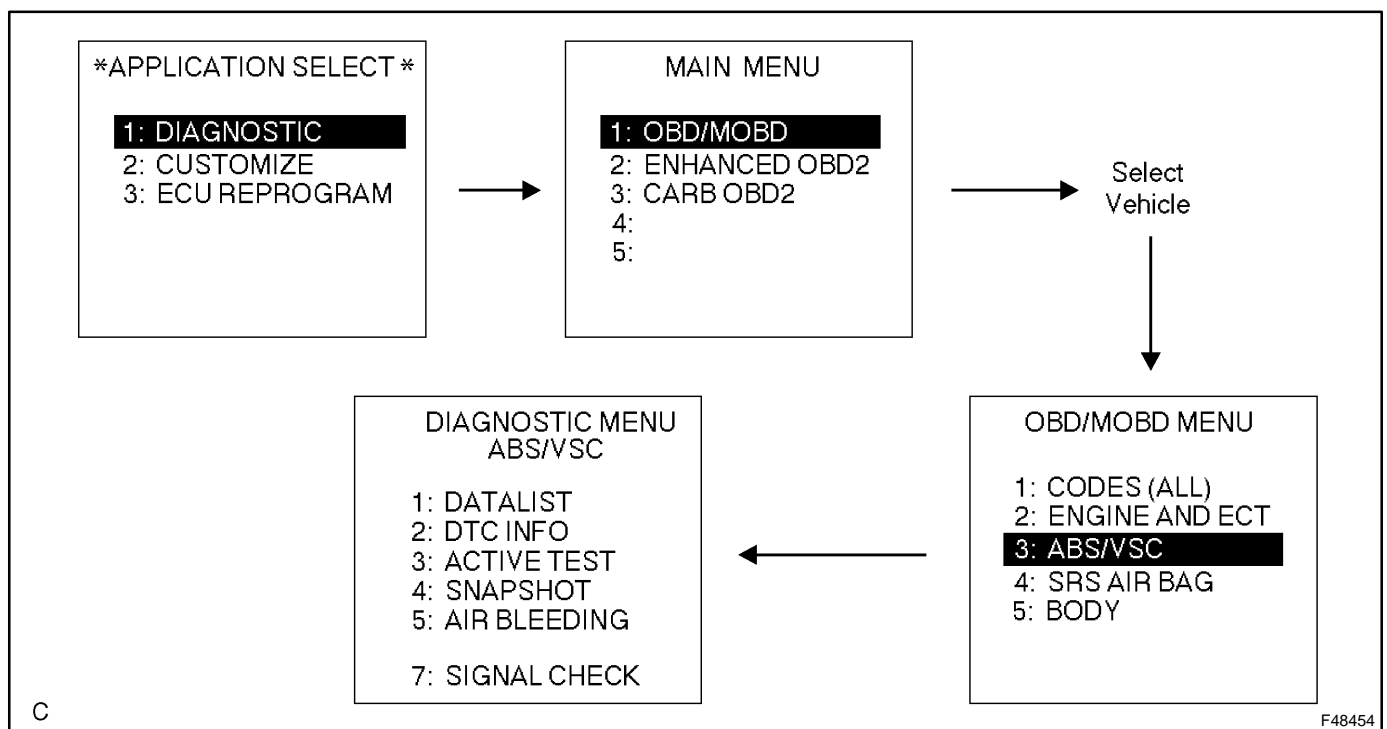 *APPLICATION SELECT*
1: DIAGNOSTIC
2: CUSTOMIZE
3: ECU REPROGRAM
MAIN MENU
1: OBD/MOBD
2: ENHANCED OBD2
3: CARB OBD2
4:
5:
Select
Vehicle
OBD/MOBD MENU
1: CODES (ALL)
2: ENGINE AND ECT
3: ABS/VSC
4: SRS AIR BAG
5: BODY
DIAGNOSTIC MENU
ABS/VSC
1: DATALIST
2: DTC INFO
3: ACTIVE TEST
4: SNAPSHOT
5: AIR BLEEDING
7: SIGNAL CHECK
C
F48454